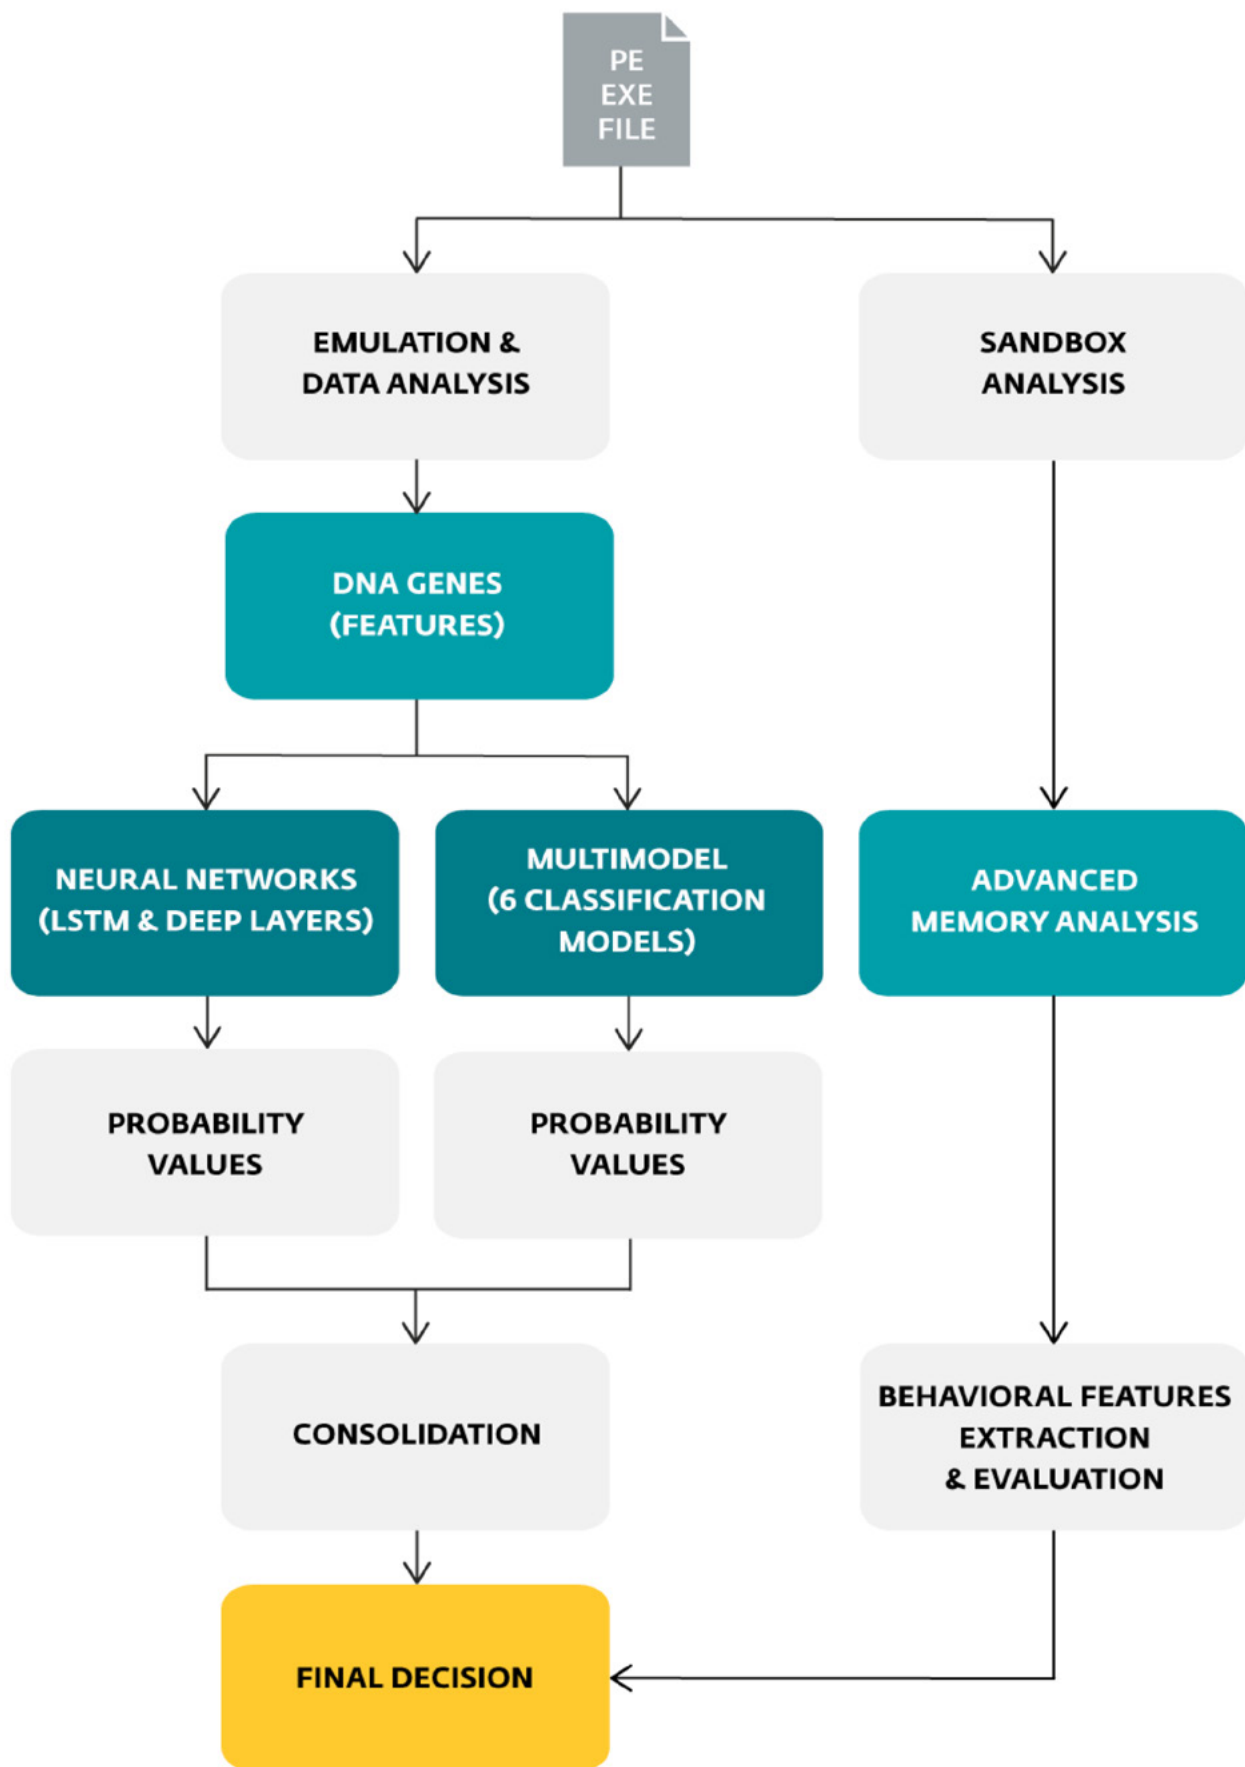 PE
EXE
FILE
EMULATION &
DATA ANALYSIS
SANDBOX
ANALYSIS
DNA GENES
(FEATURES)
NEURAL NETWORKS
(LSTM & DEEP LAYERS)
MULTIMODEL
(6 CLASSIFICATION
MODELS)
ADVANCED
MEMORY ANALYSIS
PROBABILITY
VALUES
PROBABILITY
VALUES
CONSOLIDATION
BEHAVIORAL FEATURES
EXTRACTION
& EVALUATION
FINAL DECISION